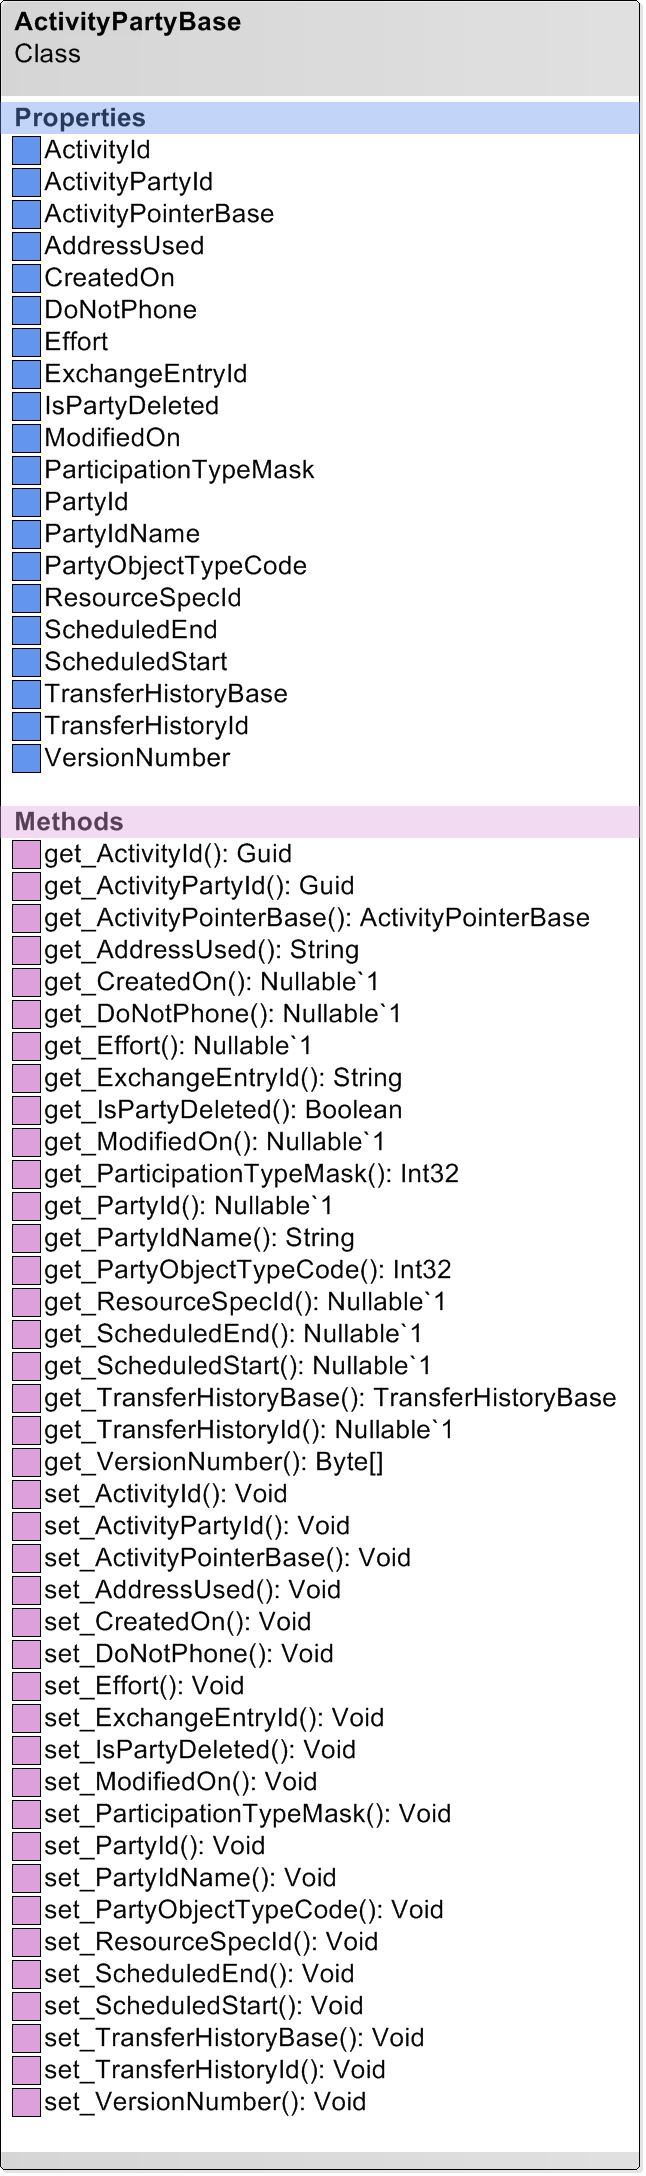 ActivityPartyBase
Class
Properties
ActivityId
ActivityPartyId
ActivityPointerBase
AddressUsed
CreatedOn
DoNotPhone
Effort
ExchangeEntryId
IsPartyDeleted
ModifiedOn
ParticipationTypeMask
PartyId
PartyIdName
PartyObjectTypeCode
ResourceSpecId
ScheduledEnd
ScheduledStart
TransferHistoryBase
TransferHistoryId
VersionNumber
Methods
get_ActivityId(): Guid
get_ActivityPartyId(): Guid
get_ActivityPointerBase(): ActivityPointerBase
get_AddressUsed(): String
get_CreatedOn(): Nullable`1
get_DoNotPhone(): Nullable`1
get_Effort(): Nullable`1
get_ExchangeEntryId(): String
get_IsPartyDeleted(): Boolean
get_ModifiedOn(): Nullable`1
get_ParticipationTypeMask(): Int32
get_PartyId(): Nullable`1
get_PartyIdName(): String
get_PartyObjectTypeCode(): Int32
get_ResourceSpecId(): Nullable`1
get_ScheduledEnd(): Nullable`1
get_ScheduledStart(): Nullable`1
get_TransferHistoryBase(): TransferHistoryBase
get_TransferHistoryId(): Nullable`1
get_VersionNumber(): Byte[]
set_ActivityId(): Void
set_ActivityPartyId(): Void
set_ActivityPointerBase(): Void
set_AddressUsed(): Void
set_CreatedOn(): Void
set_DoNotPhone(): Void
set_Effort(): Void
set_ExchangeEntryId(): Void
set_IsPartyDeleted(): Void
set_ModifiedOn(): Void
set_ParticipationTypeMask(): Void
set_PartyId(): Void
set_PartyIdName(): Void
set_PartyObjectTypeCode(): Void
set_ResourceSpecId(): Void
set_ScheduledEnd(): Void
set_ScheduledStart(): Void
set_TransferHistoryBase(): Void
set_TransferHistoryId(): Void
set_VersionNumber(): Void